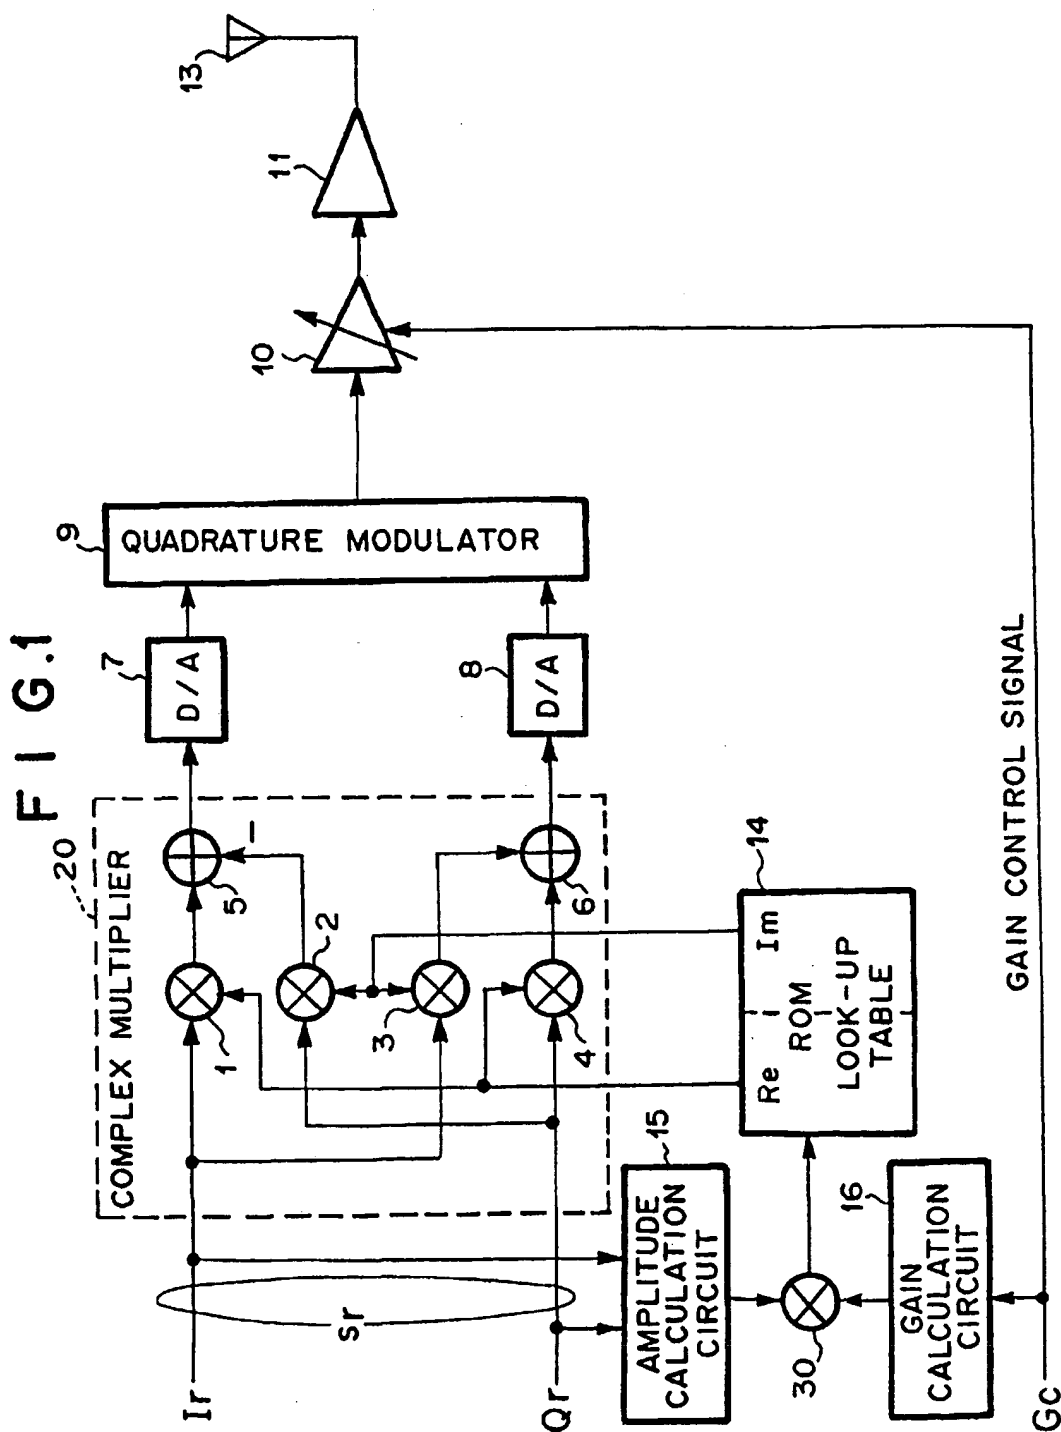 F I G.1
20
COMPLEX MULTIPLIER
Ir
Qr
sr
1
2
3
4
5
6
7
D/A
8
D/A
9
QUADRATURE MODULATOR
10
11
13
–
15
AMPLITUDE
CALCULATION
CIRCUIT
30
16
GAIN
CALCULATION
CIRCUIT
14
Re
Im
ROM
LOOK-UP
TABLE
Gc
GAIN CONTROL SIGNAL